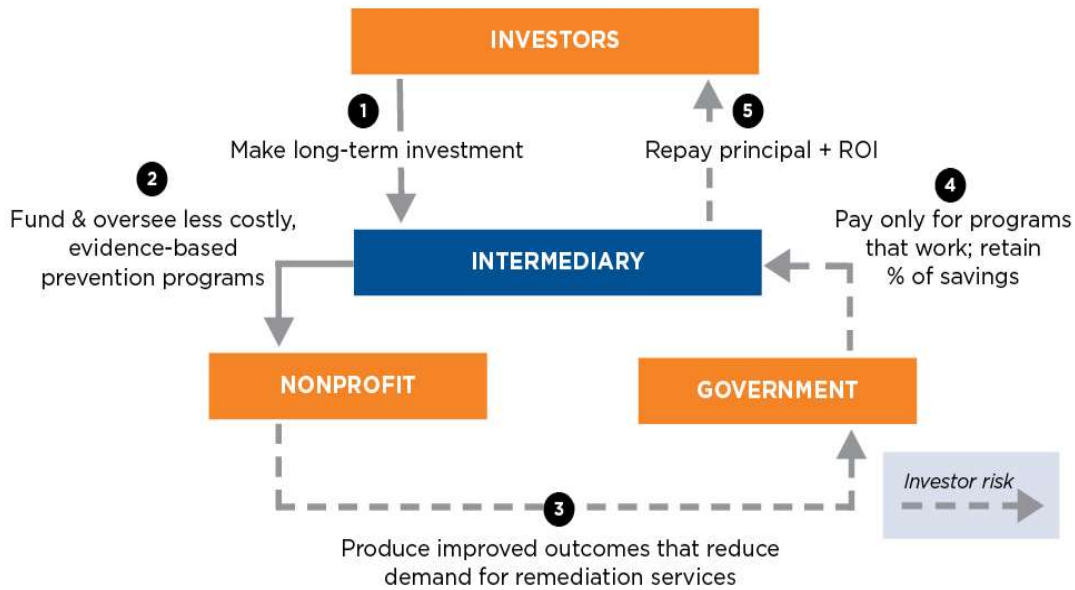 INVESTORS
1
Make long-term investment
5
Repay principal + ROI
2
Fund & oversee less costly,
evidence-based
prevention programs
4
Pay only for programs
that work; retain
% of savings
INTERMEDIARY
NONPROFIT
GOVERNMENT
Investor risk
3
Produce improved outcomes that reduce
demand for remediation services